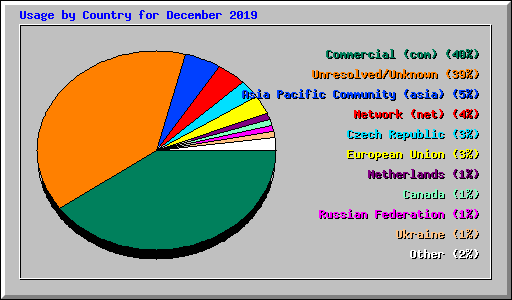 Usage by Country for December 2019
Commercial (com) (40%)
Unresolved/Unknown (39%)
Asia Pacific Community (asia) (5%)
Network (net) (4%)
Czech Republic (3%)
European Union (3%)
Netherlands (1%)
Canada (1%)
Russian Federation (1%)
Ukraine (1%)
Other (2%)